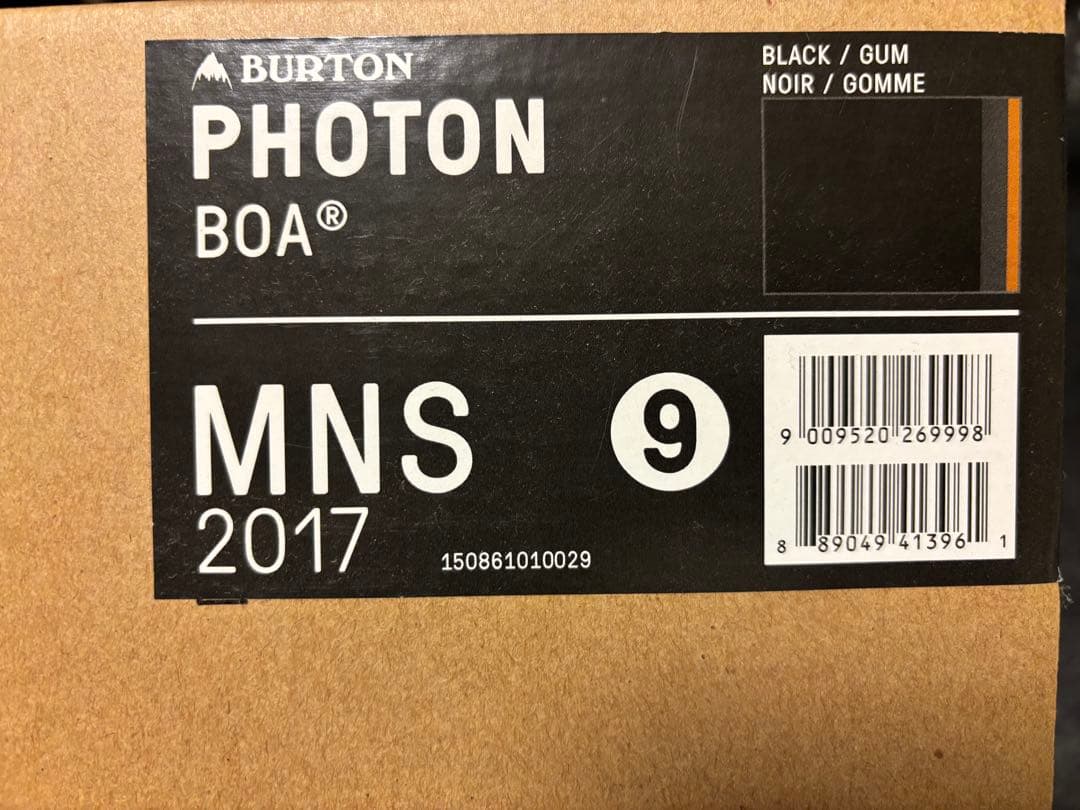 BURTON
PHOTON
BOA®
BLACK / GUM
NOIR / GOMME
MNS
2017
9
150861010029
9 009520 269998
8 89049 41396 1